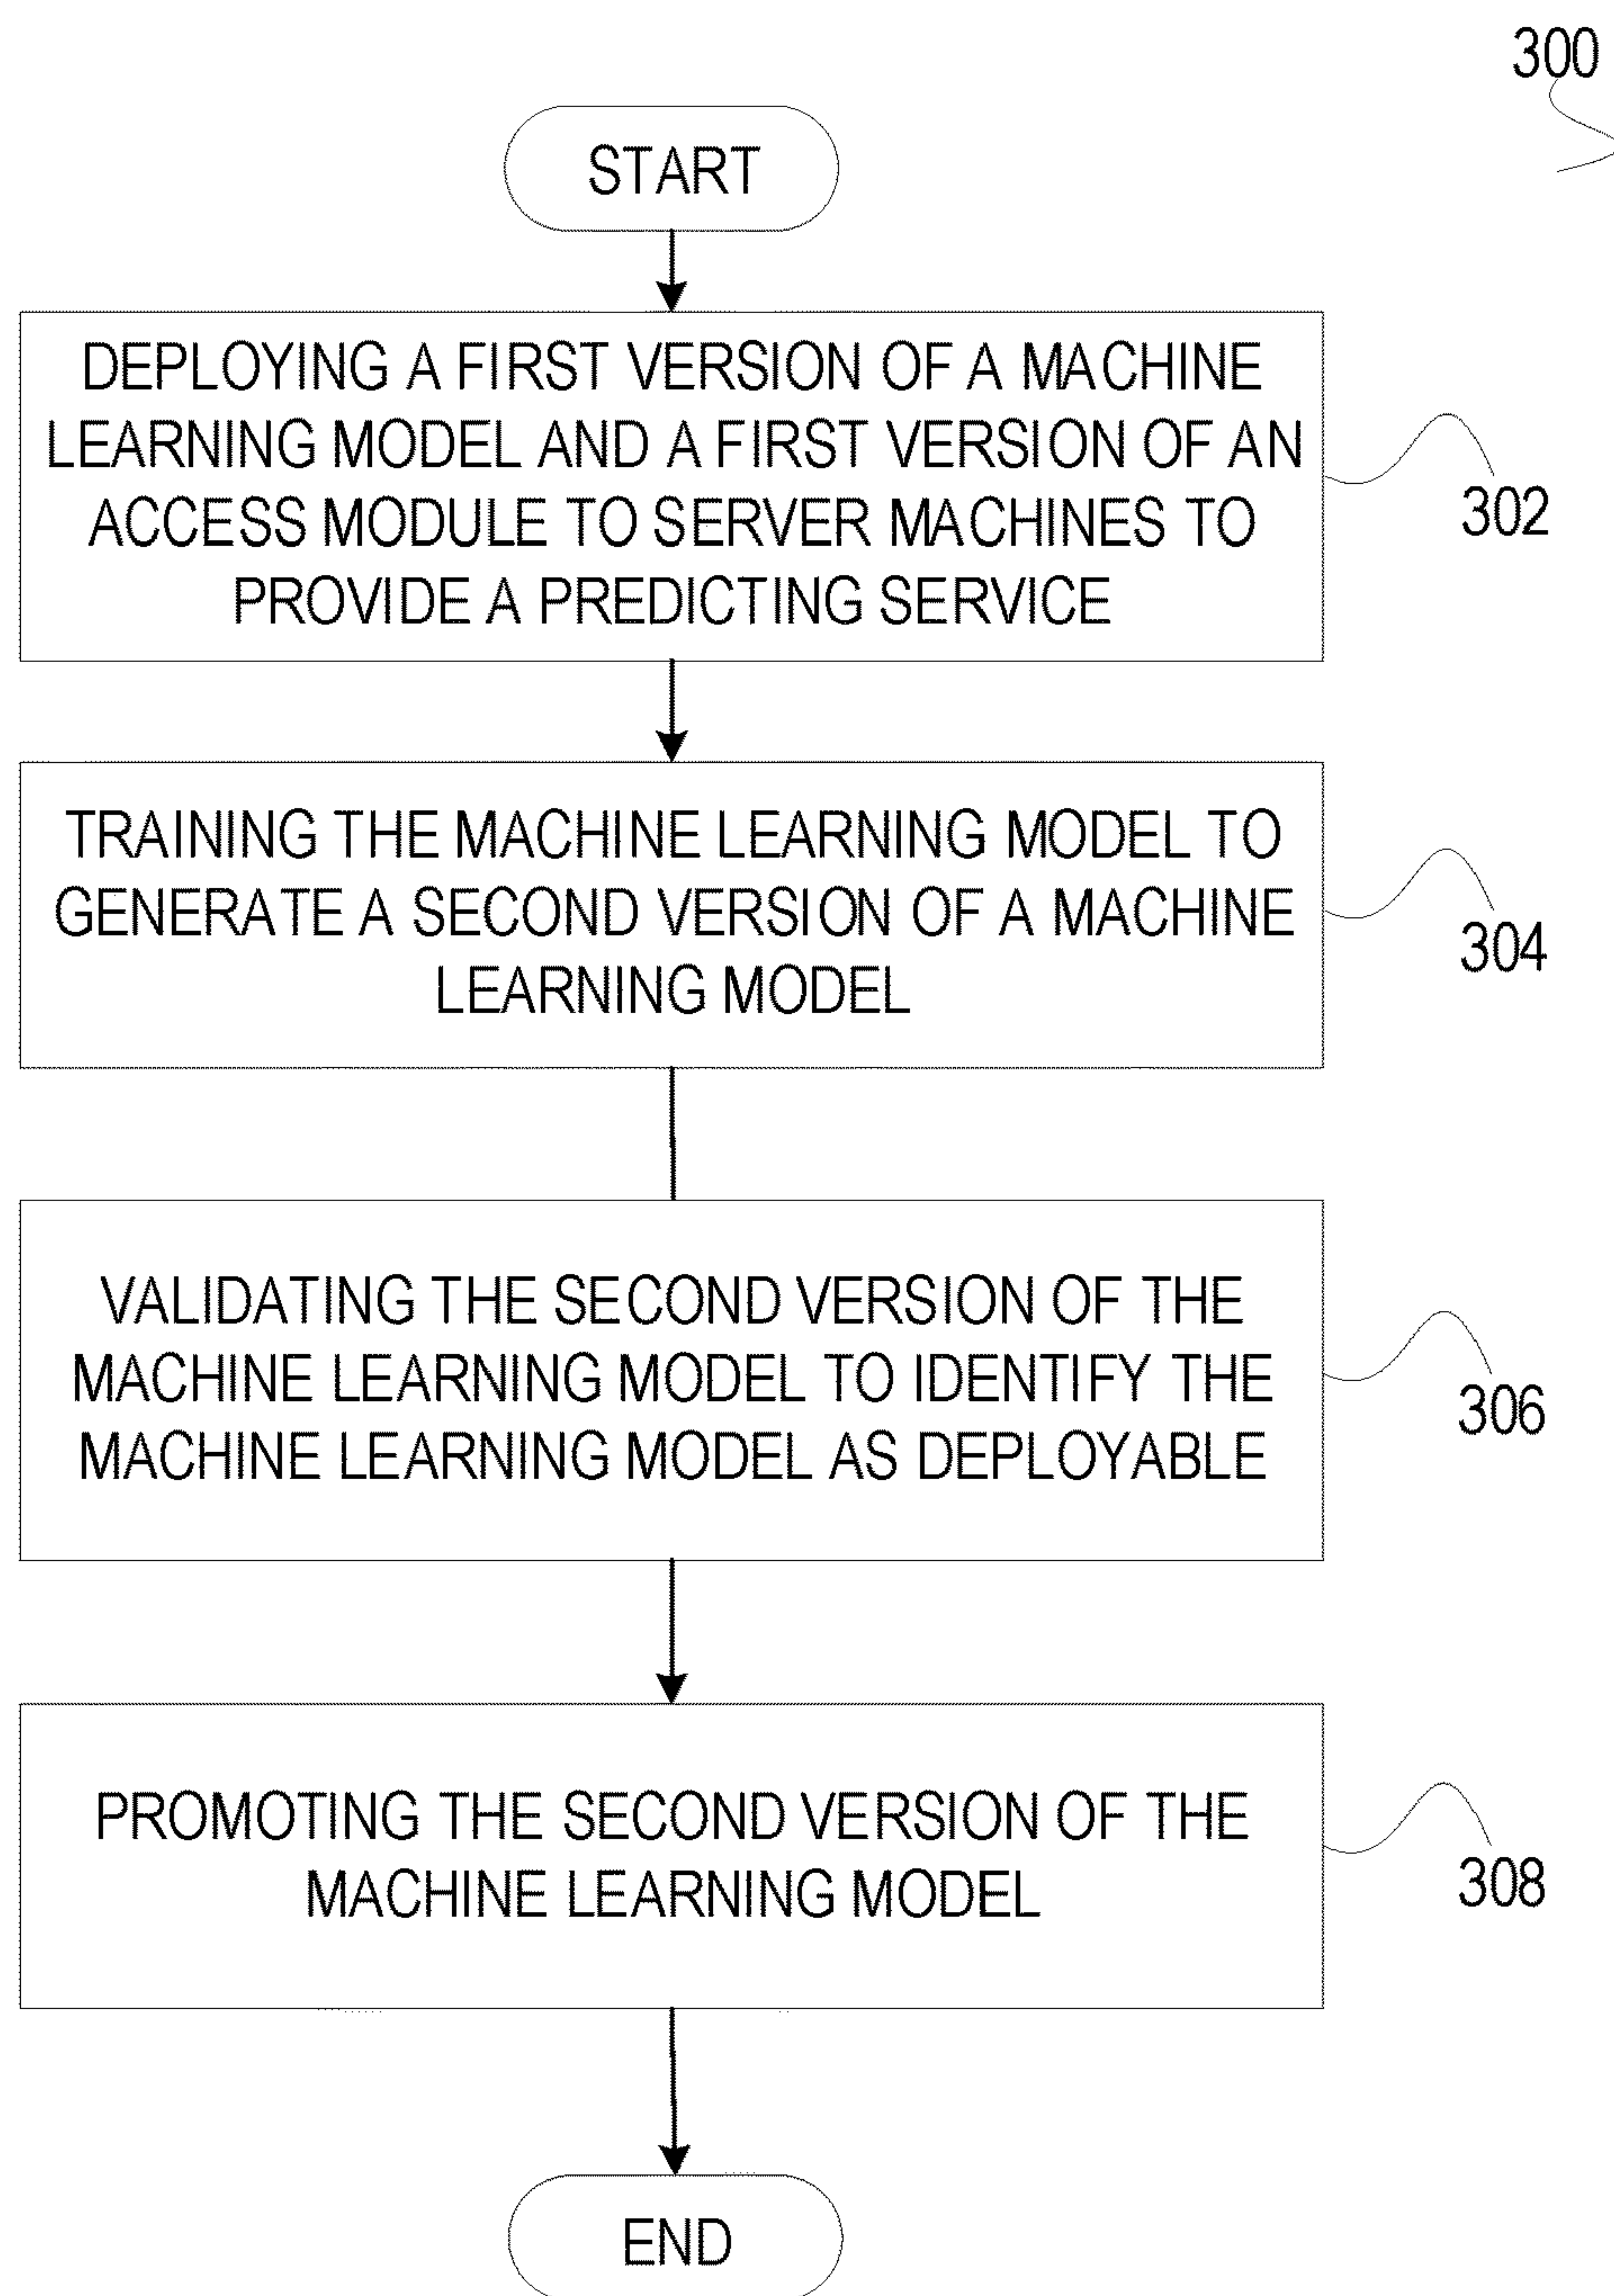 300
START
DEPLOYING A FIRST VERSION OF A MACHINE
LEARNING MODEL AND A FIRST VERSION OF AN
ACCESS MODULE TO SERVER MACHINES TO
PROVIDE A PREDICTING SERVICE
302
TRAINING THE MACHINE LEARNING MODEL TO
GENERATE A SECOND VERSION OF A MACHINE
LEARNING MODEL
304
VALIDATING THE SECOND VERSION OF THE
MACHINE LEARNING MODEL TO IDENTIFY THE
MACHINE LEARNING MODEL AS DEPLOYABLE
306
PROMOTING THE SECOND VERSION OF THE
MACHINE LEARNING MODEL
308
END